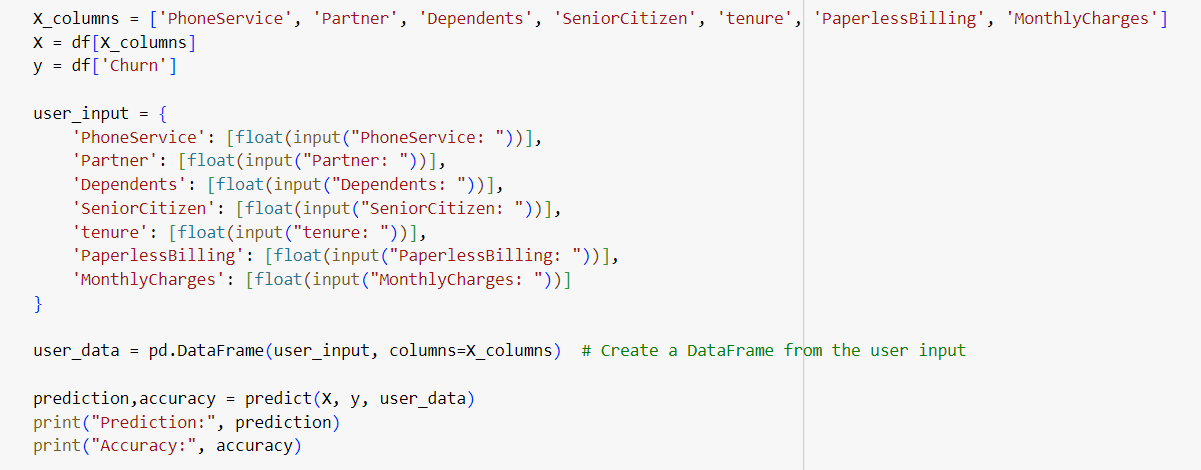 X_columns = ['PhoneService', 'Partner', 'Dependents', 'SeniorCitizen', 'tenure', 'PaperlessBilling', 'MonthlyCharges']
X = df[X_columns]
y = df['Churn']

user_input = {
    'PhoneService': [float(input("PhoneService: "))],
    'Partner': [float(input("Partner: "))],
    'Dependents': [float(input("Dependents: "))],
    'SeniorCitizen': [float(input("SeniorCitizen: "))],
    'tenure': [float(input("tenure: "))],
    'PaperlessBilling': [float(input("PaperlessBilling: "))],
    'MonthlyCharges': [float(input("MonthlyCharges: "))]
}

user_data = pd.DataFrame(user_input, columns=X_columns)  # Create a DataFrame from the user input

prediction,accuracy = predict(X, y, user_data)
print("Prediction:", prediction)
print("Accuracy:", accuracy)